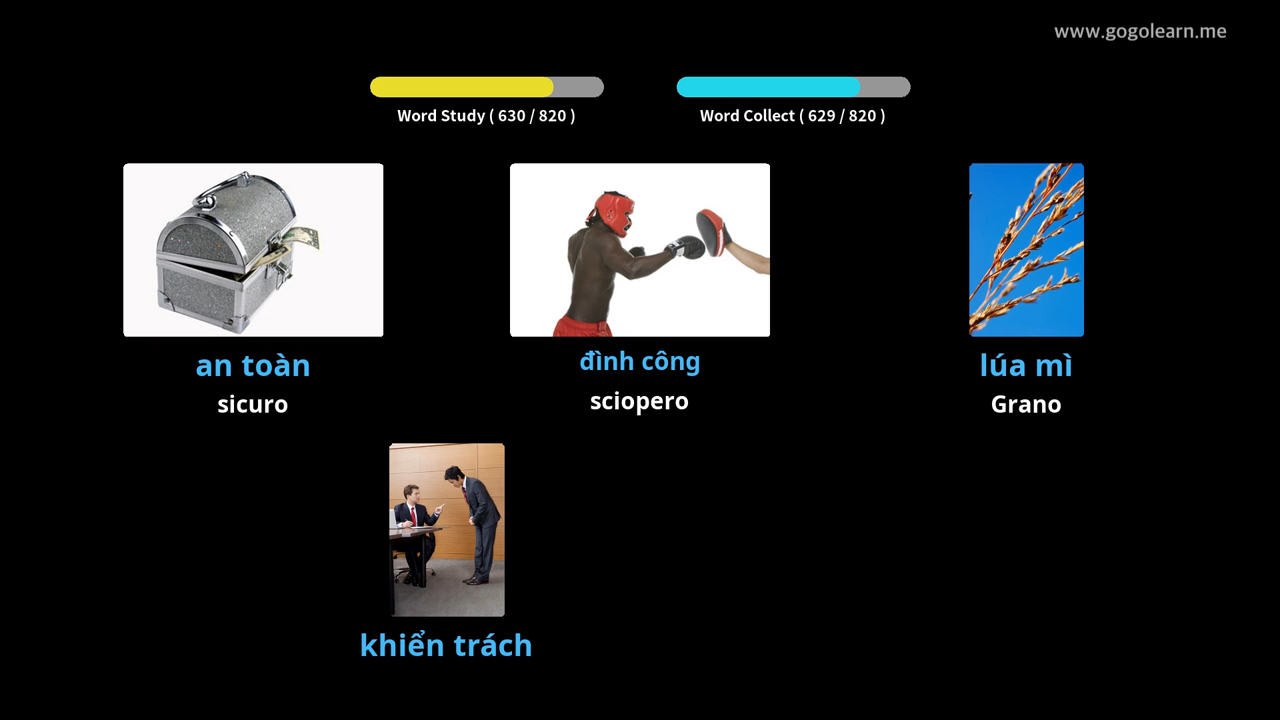 www.gogolearn.me
Word Study ( 630 / 820 )
Word Collect ( 629 / 820 )
an toàn
sicuro
đình công
sciopero
lúa mì
Grano
khiển trách